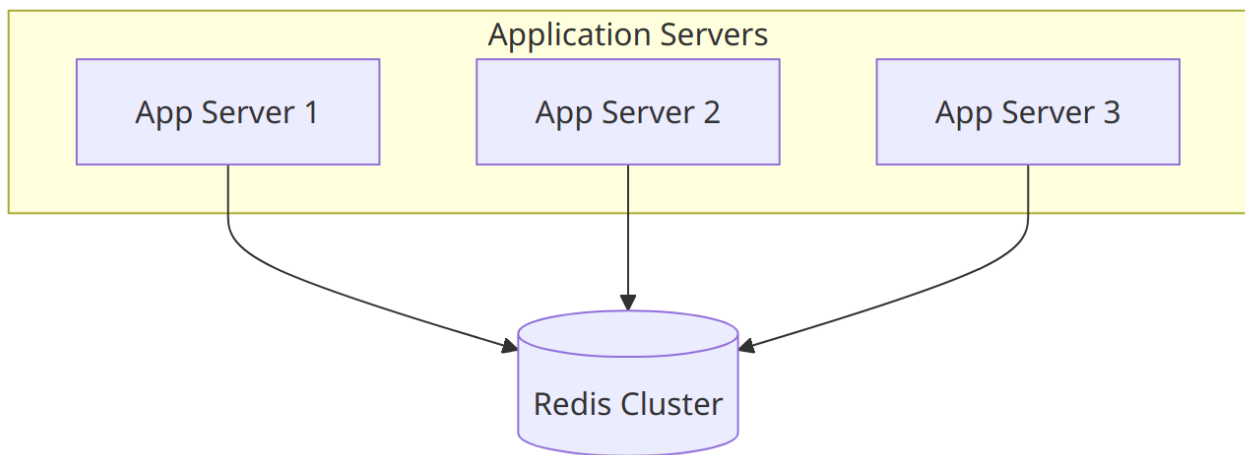 Application Servers
App Server 1
App Server 2
App Server 3
Redis Cluster